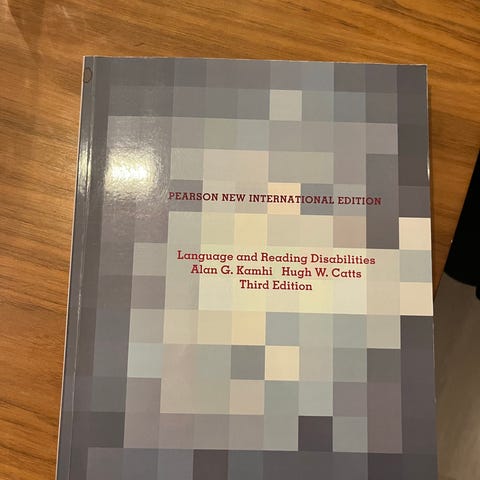 PEARSON NEW INTERNATIONAL EDITION
Language and Reading Disabilities
Alan G. Kamhi Hugh W. Catts
Third Edition